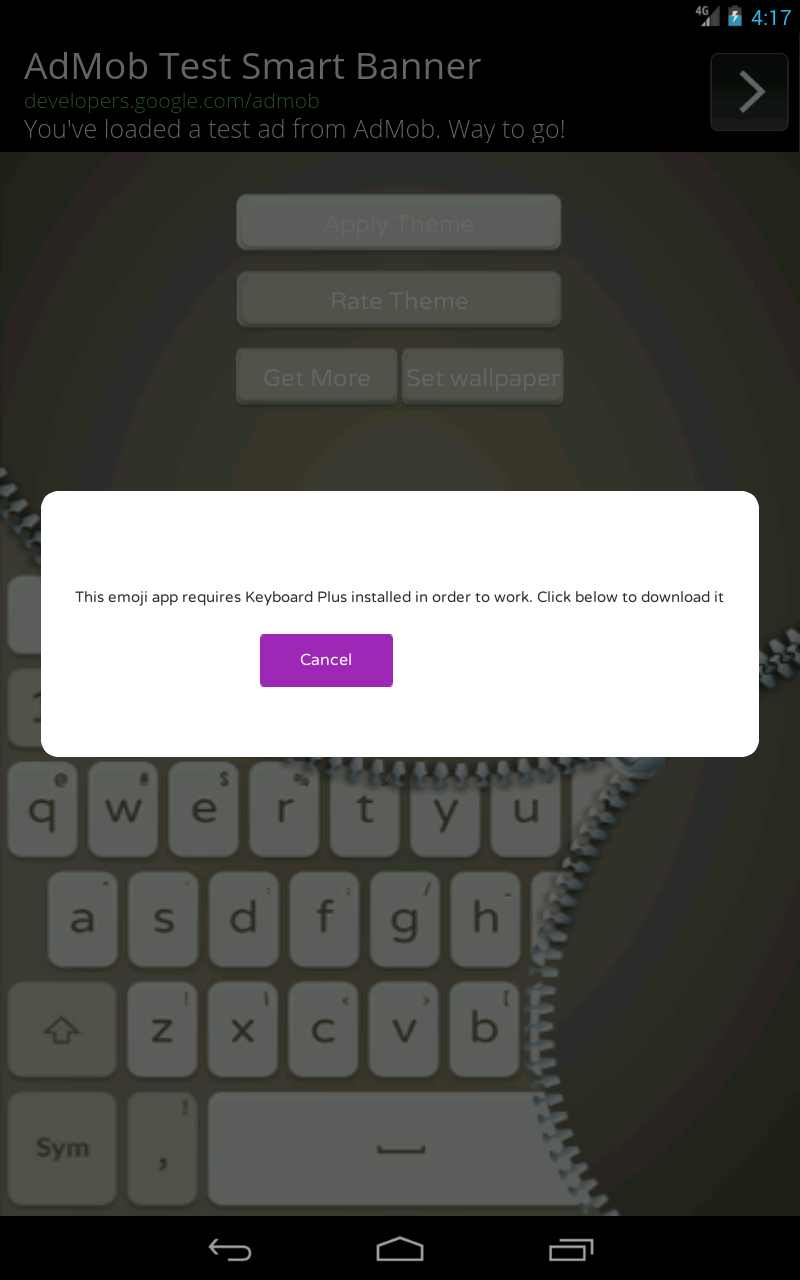 4G 4:17
AdMob Test Smart Banner
developers.google.com/admob
You've loaded a test ad from AdMob. Way to go!
Apply Theme
Rate Theme
Get More Set wallpaper
This emoji app requires Keyboard Plus installed in order to work. Click below to download it
Cancel
@ # $ %
q w e r t y u
" ' : ; / _
a s d f g h
! \ < > [
z x c v b
Sym ,